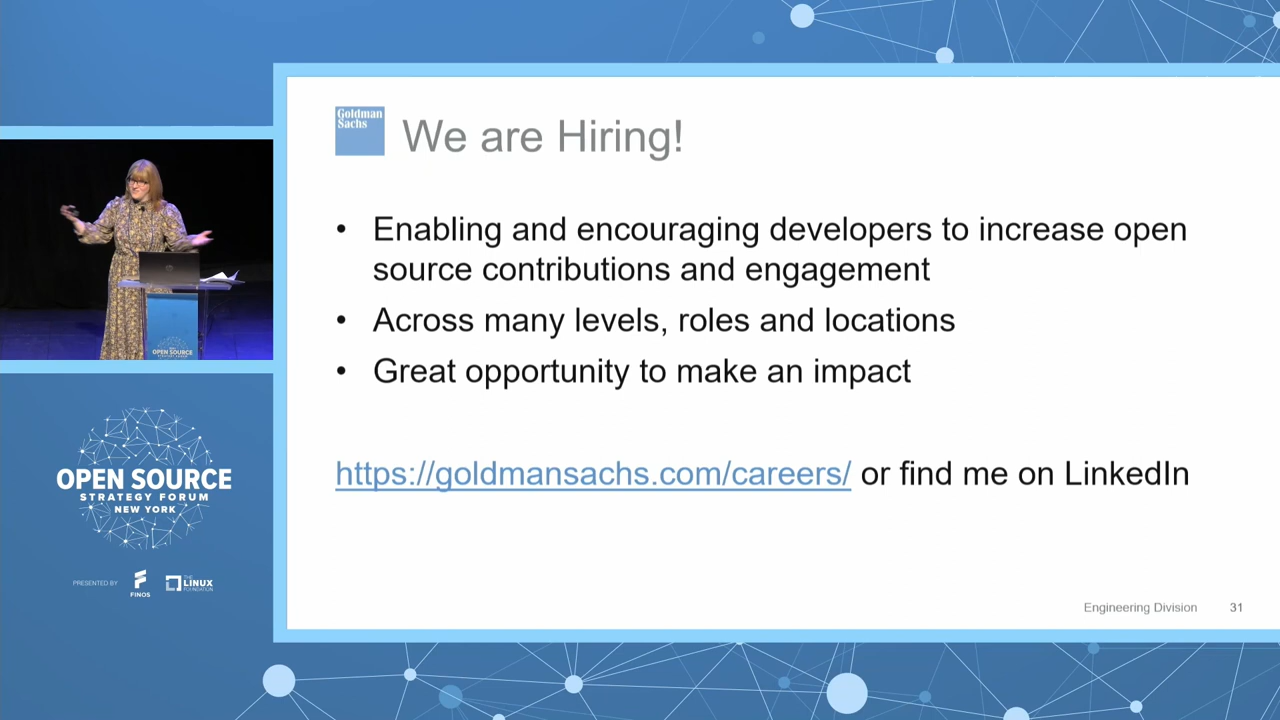 Goldman
Sachs
We are Hiring!
• Enabling and encouraging developers to increase open
source contributions and engagement
• Across many levels, roles and locations
• Great opportunity to make an impact
https://goldmansachs.com/careers/ or find me on LinkedIn
Engineering Division 31
OPEN SOURCE
OPEN SOURCE
STRATEGY FORUM
NEW YORK
PRESENTED BY
FINOS
THE
LINUX
FOUNDATION